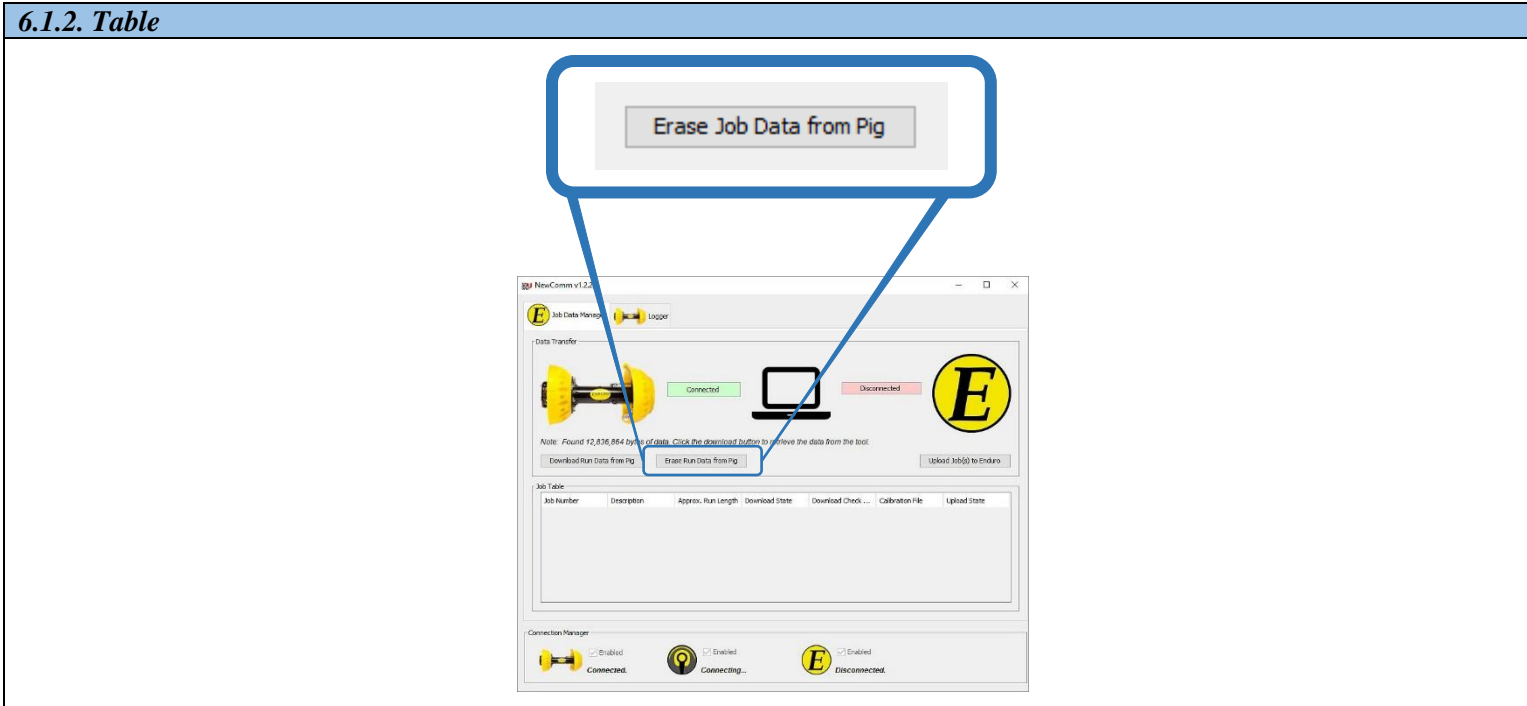 6.1.2. Table
Erase Job Data from Pig
NewComm v1.2.2
E Job Data Manage Logger
Data Transfer
Connected Disconnected E
Note: Found 12,836,864 bytes of data. Click the download button to retrieve the data from the tool.
Download Run Data from Pig Erase Run Data from Pig Upload Job(s) to Enduro
Job Table
Job Number Description Approx. Run Length Download State Download Check ... Calibration File Upload State
Connection Manager
Enabled Enabled E Enabled
Connected. Connecting... Disconnected.